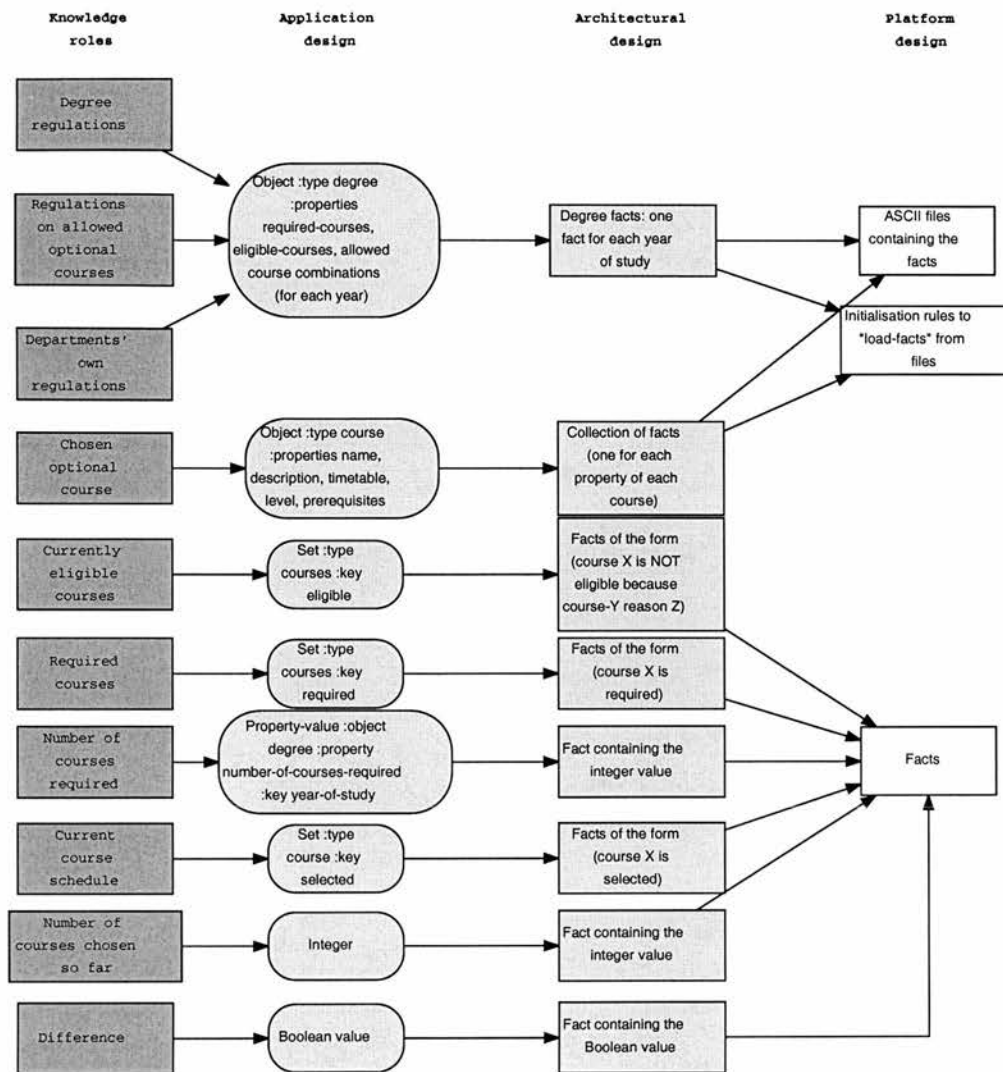 Knowledge
roles
Application
design
Architectural
design
Platform
design
Degree
regulations
Regulations
on allowed
optional
courses
Departments'
own
regulations
Object :type degree
:properties
required-courses,
eligible-courses, allowed
course combinations
(for each year)
Degree facts: one
fact for each year
of study
ASCII files
containing the
facts
Initialisation rules to
"load-facts" from
files
Chosen
optional
course
Object :type course
:properties name,
description, timetable,
level, prerequisites
Collection of facts
(one for each
property of each
course)
Currently
eligible
courses
Set :type
courses :key
eligible
Facts of the form
(course X is NOT
eligible because
course-Y reason Z)
Required
courses
Set :type
courses :key
required
Facts of the form
(course X is
required)
Number of
courses
required
Property-value :object
degree :property
number-of-courses-required
:key year-of-study
Fact containing the
integer value
Facts
Current
course
schedule
Set :type
course :key
selected
Facts of the form
(course X is
selected)
Number of
courses chosen
so far
Integer
Fact containing the
integer value
Difference
Boolean value
Fact containing the
Boolean value